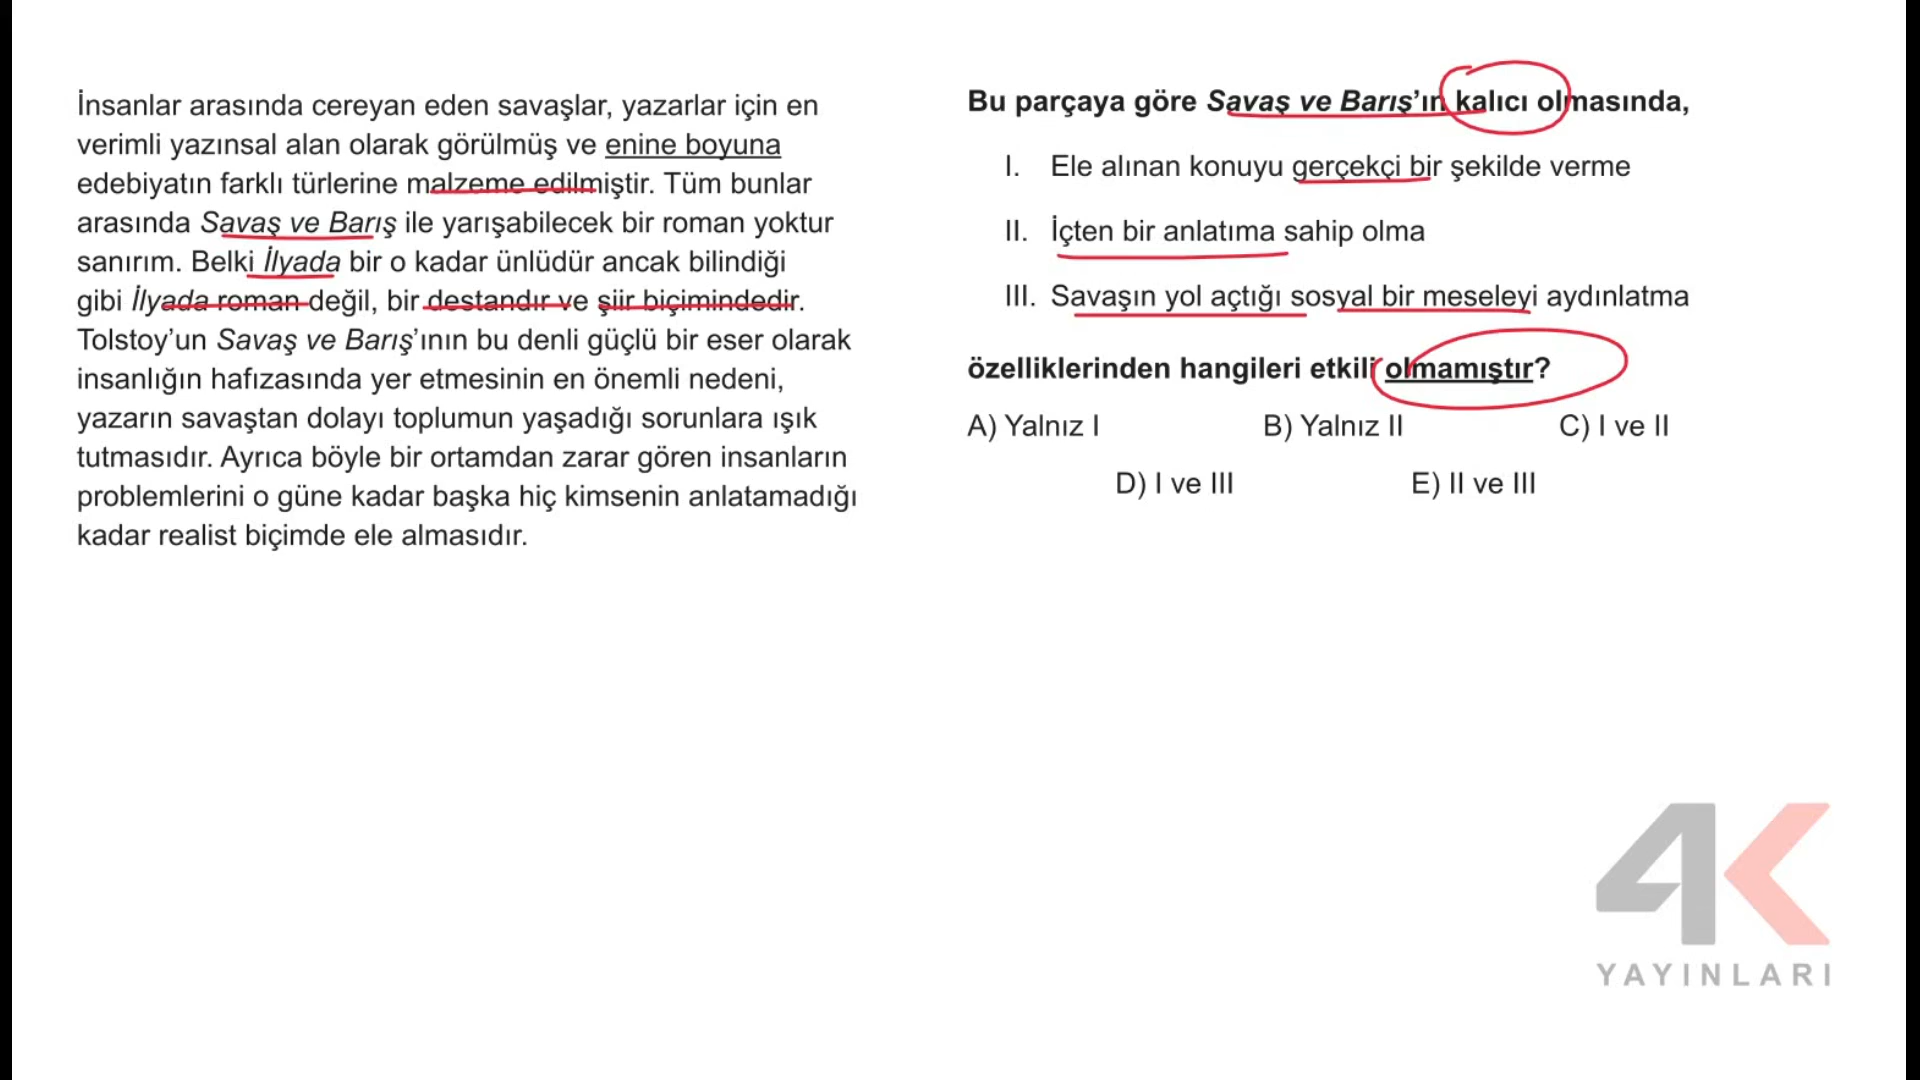 İnsanlar arasında cereyan eden savaşlar, yazarlar için en
verimli yazınsal alan olarak görülmüş ve enine boyuna
edebiyatın farklı türlerine malzeme edilmiştir. Tüm bunlar
arasında Savaş ve Barış ile yarışabilecek bir roman yoktur
sanırım. Belki İlyada bir o kadar ünlüdür ancak bilindiği
gibi İlyada roman değil, bir destandır ve şiir biçimindedir.
Tolstoy’un Savaş ve Barış’ının bu denli güçlü bir eser olarak
insanlığın hafızasında yer etmesinin en önemli nedeni,
yazarın savaştan dolayı toplumun yaşadığı sorunlara ışık
tutmasıdır. Ayrıca böyle bir ortamdan zarar gören insanların
problemlerini o güne kadar başka hiç kimsenin anlatamadığı
kadar realist biçimde ele almasıdır.
Bu parçaya göre Savaş ve Barış’ın kalıcı olmasında,
I. Ele alınan konuyu gerçekçi bir şekilde verme
II. İçten bir anlatıma sahip olma
III. Savaşın yol açtığı sosyal bir meseleyi aydınlatma
özelliklerinden hangileri etkili olmamıştır?
A) Yalnız I B) Yalnız II C) I ve II
D) I ve III E) II ve III
4K
YAYINLARI